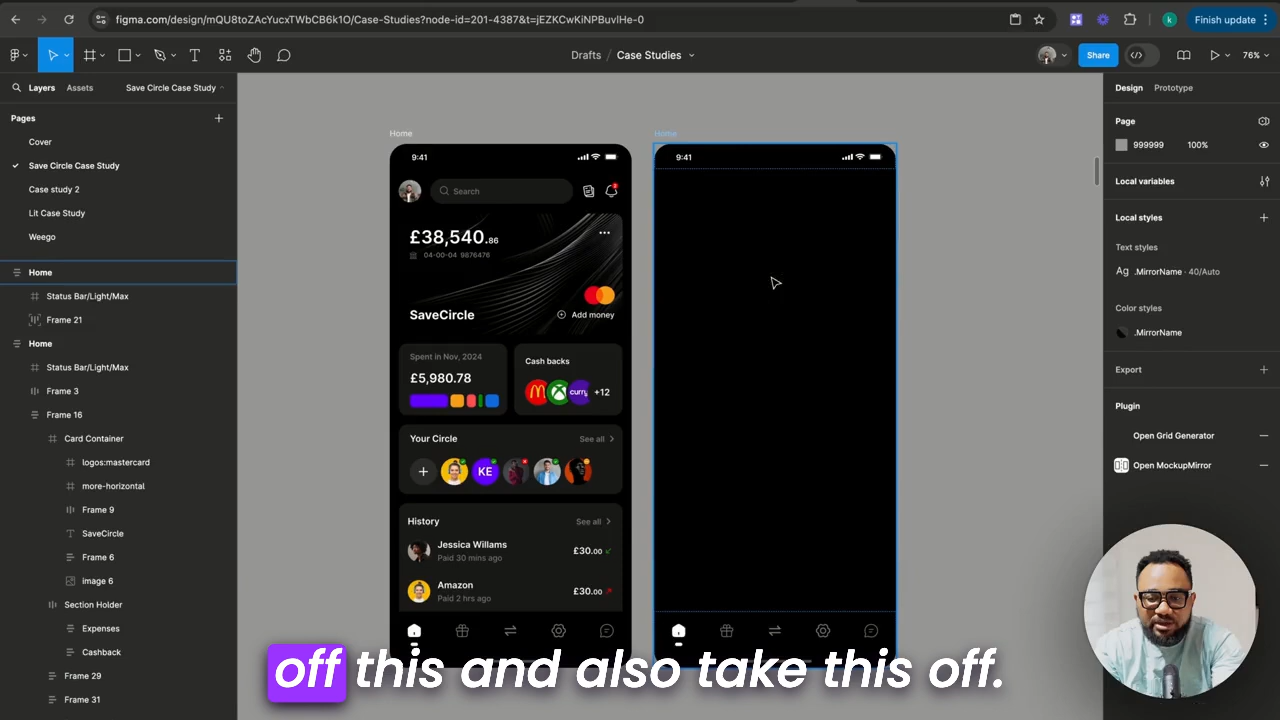 figma.com/design/mQU8toZAcYucxTWbCB6k1O/Case-Studies?node-id=201-4387&t=jEZKCwKiNPBuvlHe-0
k
Finish update
Drafts
Case Studies
Share
76%
Layers
Assets
Save Circle Case Study
Pages
Cover
Save Circle Case Study
Case study 2
Lit Case Study
Weego
Home
Status Bar/Light/Max
Frame 21
Home
Status Bar/Light/Max
Frame 3
Frame 16
Card Container
logos:mastercard
more-horizontal
Frame 9
SaveCircle
Frame 6
image 6
Section Holder
Expenses
Cashback
Frame 29
Frame 31
Home
9:41
Search
£38,540.86
04-00-04 9876476
SaveCircle
Add money
Spent in Nov, 2024
£5,980.78
Cash backs
curry
+12
Your Circle
See all
KE
History
See all
Jessica Willams
Paid 30 mins ago
£30.00
Amazon
Paid 2 hrs ago
£30.00
Home
9:41
Design
Prototype
Page
999999
100%
Local variables
Local styles
Text styles
Ag
.MirrorName · 40/Auto
Color styles
.MirrorName
Export
Plugin
Open Grid Generator
Open MockupMirror
off this and also take this off.